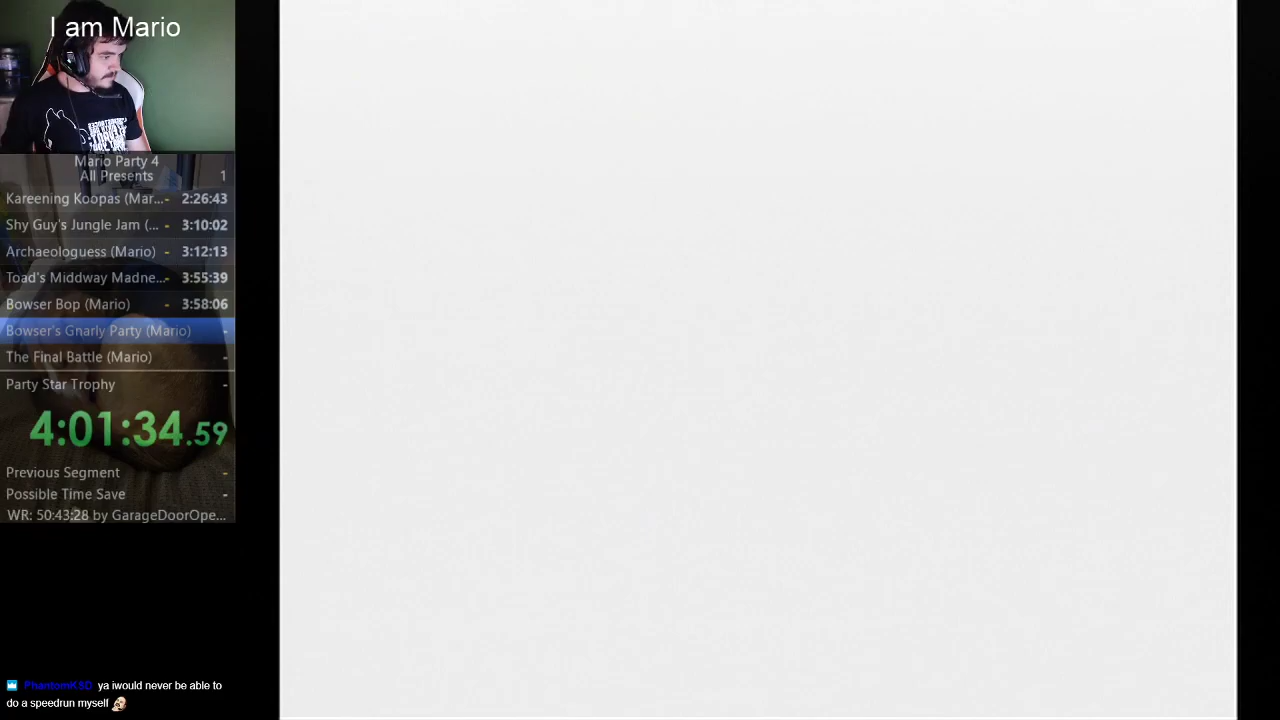 I am Mario
Mario Party 4
All Presents 1
Kareening Koopas (Mar... - 2:26:43
Shy Guy's Jungle Jam (... - 3:10:02
Archaeologuess (Mario) - 3:12:13
Toad's Middway Madne... - 3:55:39
Bowser Bop (Mario) - 3:58:06
Bowser's Gnarly Party (Mario) -
The Final Battle (Mario) -
Party Star Trophy -
4:01:34.59
Previous Segment -
Possible Time Save -
WR: 50:43:28 by GarageDoorOpe...
PhantomKSD ya iwould never be able to
do a speedrun myself